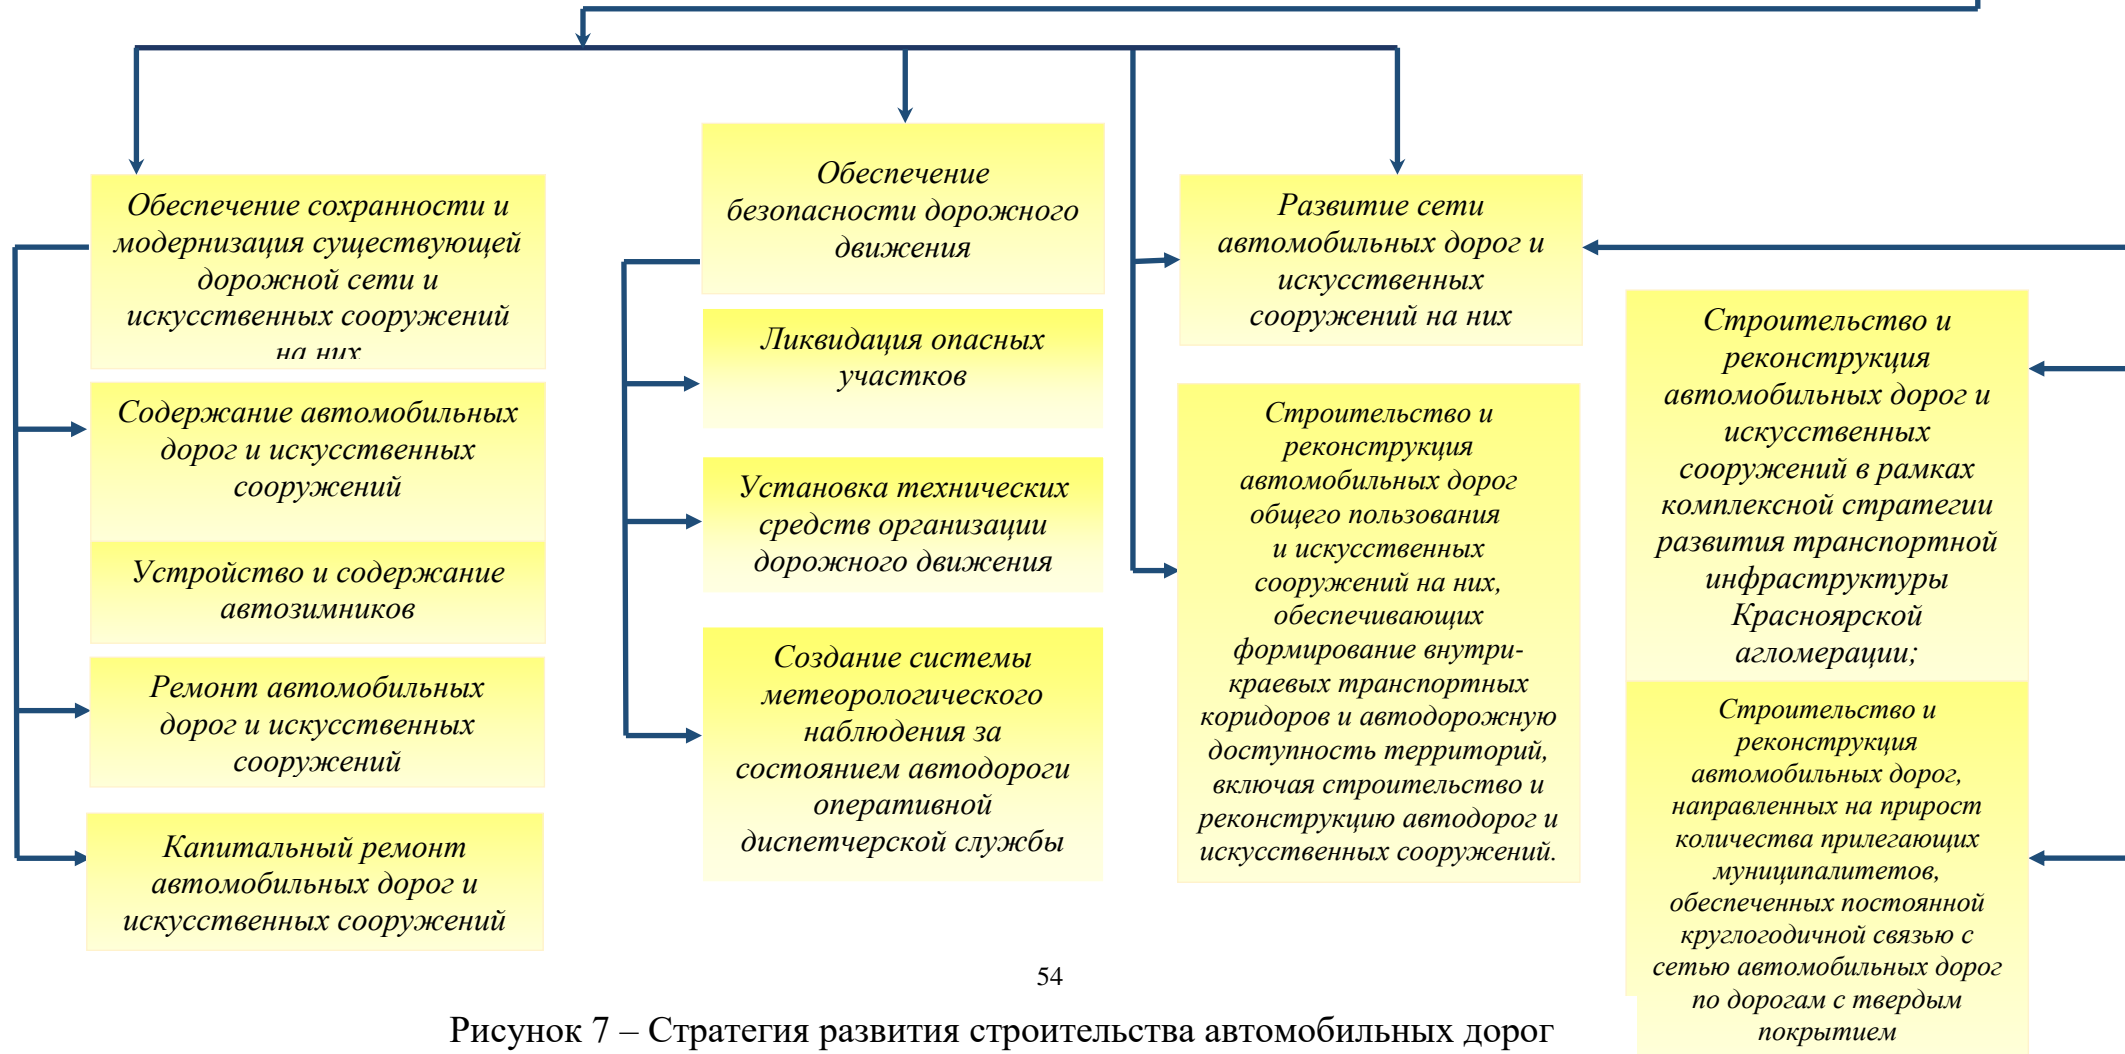 Обеспечение сохранности и
модернизация существующей
дорожной сети и
искусственных сооружений
на них
Содержание автомобильных
дорог и искусственных
сооружений
Устройство и содержание
автозимников
Ремонт автомобильных
дорог и искусственных
сооружений
Капитальный ремонт
автомобильных дорог и
искусственных сооружений
Обеспечение
безопасности дорожного
движения
Ликвидация опасных
участков
Установка технических
средств организации
дорожного движения
Создание системы
метеорологического
наблюдения за
состоянием автодороги
оперативной
диспетчерской службы
Развитие сети
автомобильных дорог и
искусственных
сооружений на них
Строительство и
реконструкция
автомобильных дорог
общего пользования
и искусственных
сооружений на них,
обеспечивающих
формирование внутри-
краевых транспортных
коридоров и автодорожную
доступность территорий,
включая строительство и
реконструкцию автодорог и
искусственных сооружений.
Строительство и
реконструкция
автомобильных дорог и
искусственных
сооружений в рамках
комплексной стратегии
развития транспортной
инфраструктуры
Красноярской
агломерации;
Строительство и
реконструкция
автомобильных дорог,
направленных на прирост
количества прилегающих
муниципалитетов,
обеспеченных постоянной
круглогодичной связью с
сетью автомобильных дорог
по дорогам с твердым
покрытием
54
Рисунок 7 – Стратегия развития строительства автомобильных дорог